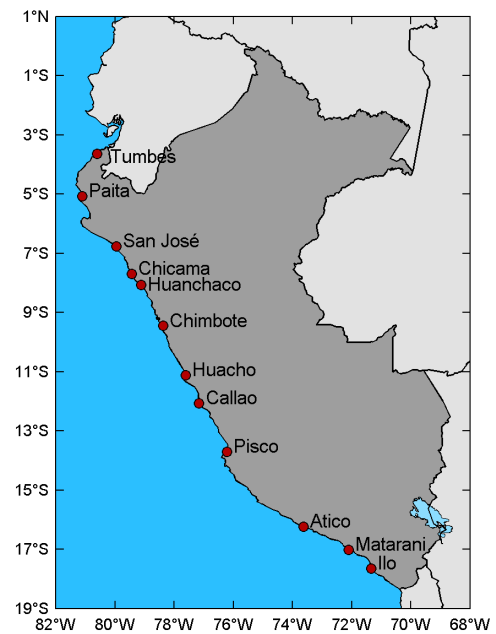 1°N
1°S
3°S
Tumbes
5°S
Paita
San José
7°S
Chicama
Huanchaco
9°S
Chimbote
11°S
Huacho
Callao
13°S
Pisco
15°S
Atico
17°S
Matarani
Ilo
19°S
82°W 80°W 78°W 76°W 74°W 72°W 70°W 68°W